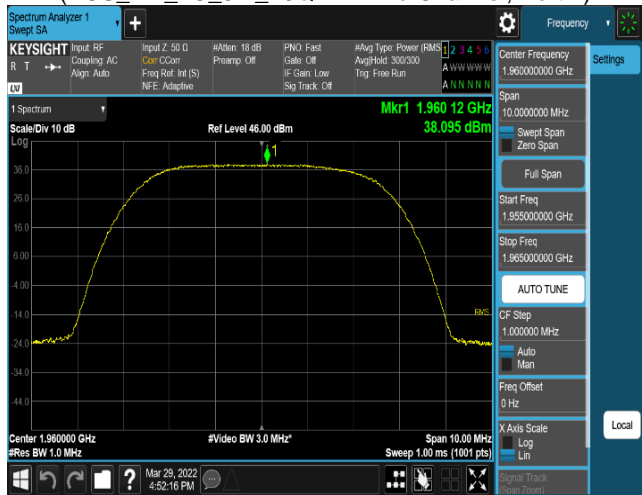 Spectrum Analyzer 1
Swept SA
Frequency
KEYSIGHT
R T
LXI
Input: RF
Coupling: AC
Align: Auto
Input Z: 50 Ω
Corr CCorr
Freq Ref: Int (S)
NFE: Adaptive
#Atten: 18 dB
Preamp: Off
PNO: Fast
Gate: Off
IF Gain: Low
Sig Track: Off
#Avg Type: Power (RMS
Avg|Hold: 300/300
Trig: Free Run
1 2 3 4 5 6
A W W W W W
A N N N N N
1 Spectrum
Scale/Div 10 dB
Log
Ref Level 46.00 dBm
Mkr1 1.960 12 GHz
38.095 dBm
1
36.0
26.0
16.0
6.00
-4.00
-14.0
-24.0
-34.0
-44.0
RMS
Center 1.960000 GHz
#Res BW 1.0 MHz
#Video BW 3.0 MHz*
Span 10.00 MHz
Sweep 1.00 ms (1001 pts)
Center Frequency
1.960000000 GHz
Settings
Span
10.0000000 MHz
Swept Span
Zero Span
Full Span
Start Freq
1.955000000 GHz
Stop Freq
1.965000000 GHz
AUTO TUNE
CF Step
1.000000 MHz
Auto
Man
Freq Offset
0 Hz
X Axis Scale
Log
Lin
Local
Signal Track
(Span Zoom)
?
Mar 29, 2022
4:52:16 PM